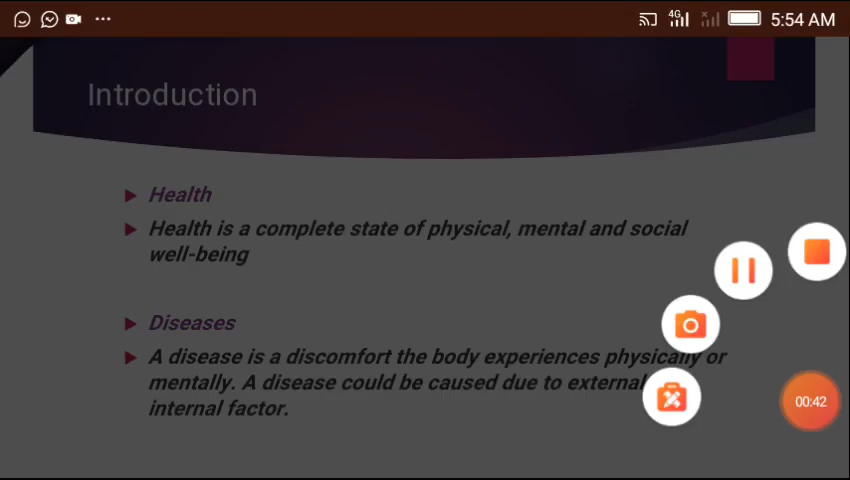 5:54 AM
4G
Introduction
Health
Health is a complete state of physical, mental and social
well-being
Diseases
A disease is a discomfort the body experiences physically or
mentally. A disease could be caused due to external
internal factor.
00:42